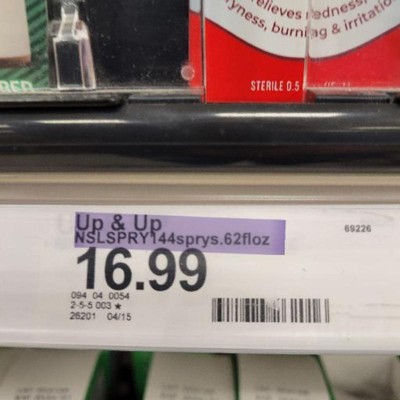 relieves redness,
ryness, burning & irritatio
STERILE 0.5
Up & Up
NSLSPRY144sprys.62floz
69226
16.99
094 04 0054
2-5-5 003 ★
26201 04/15